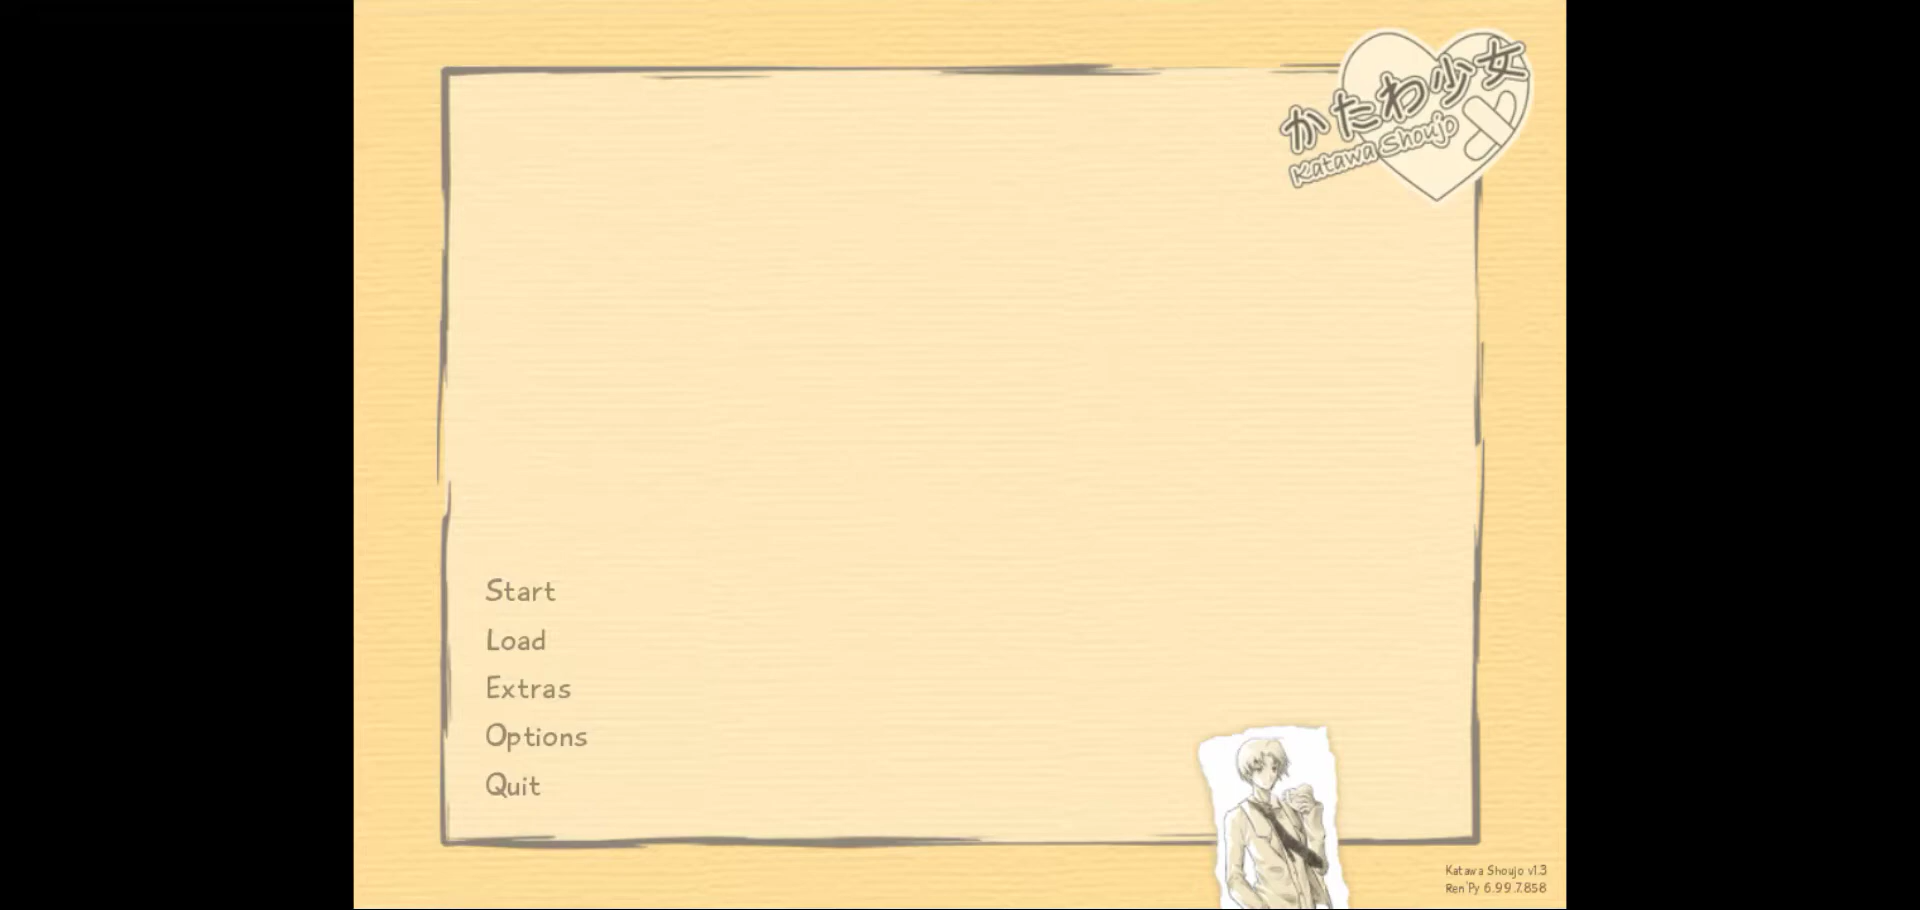 かたわ少女
Katawa Shoujo
Start
Load
Extras
Options
Quit
Katawa Shoujo v1.3
Ren'Py 6.99.7.858